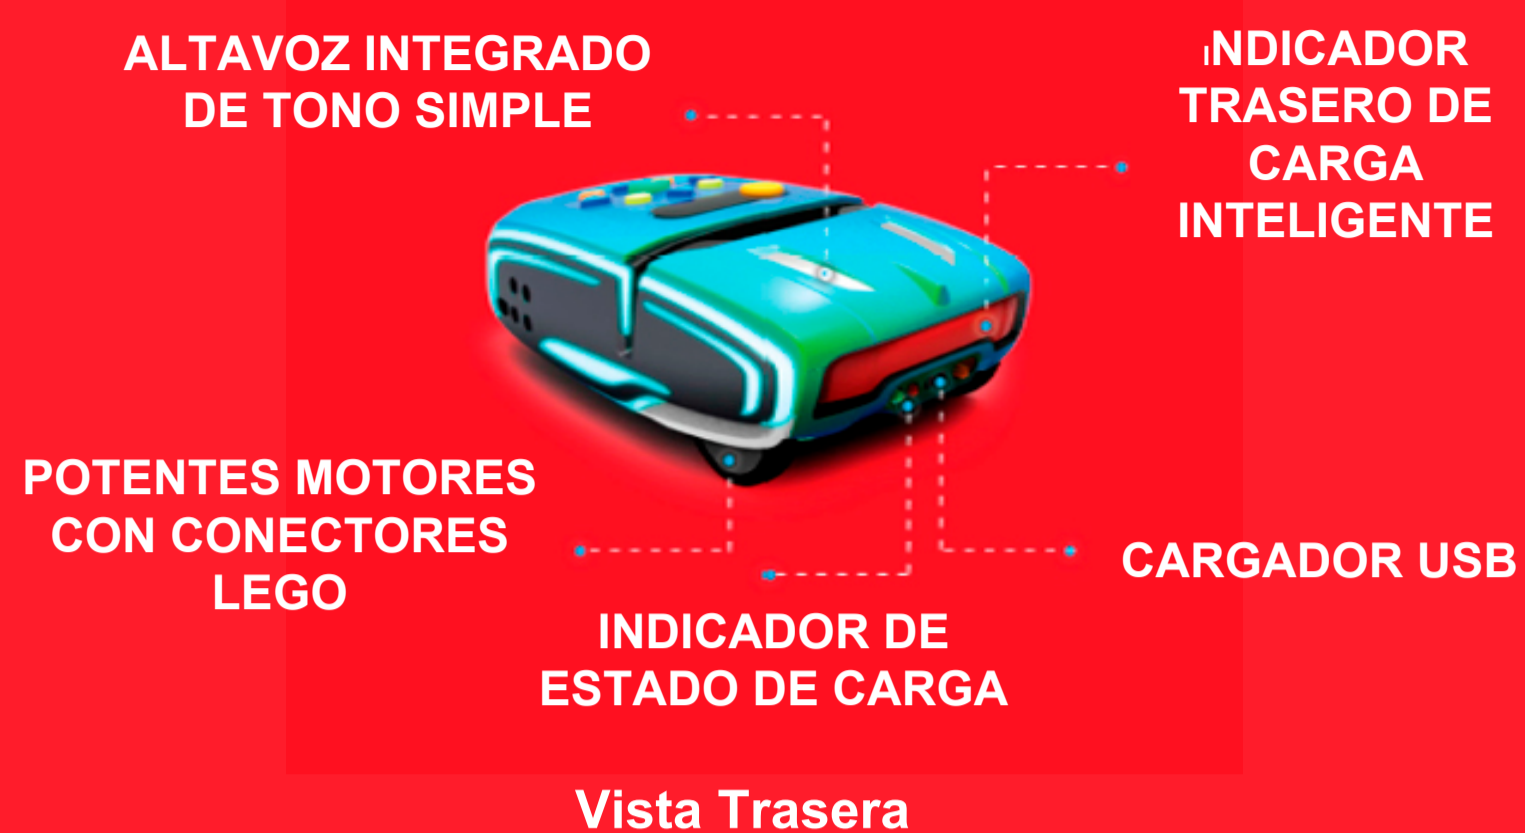 ALTAVOZ INTEGRADO
DE TONO SIMPLE
INDICADOR
TRASERO DE
CARGA
INTELIGENTE
POTENTES MOTORES
CON CONECTORES
LEGO
CARGADOR USB
INDICADOR DE
ESTADO DE CARGA
Vista Trasera